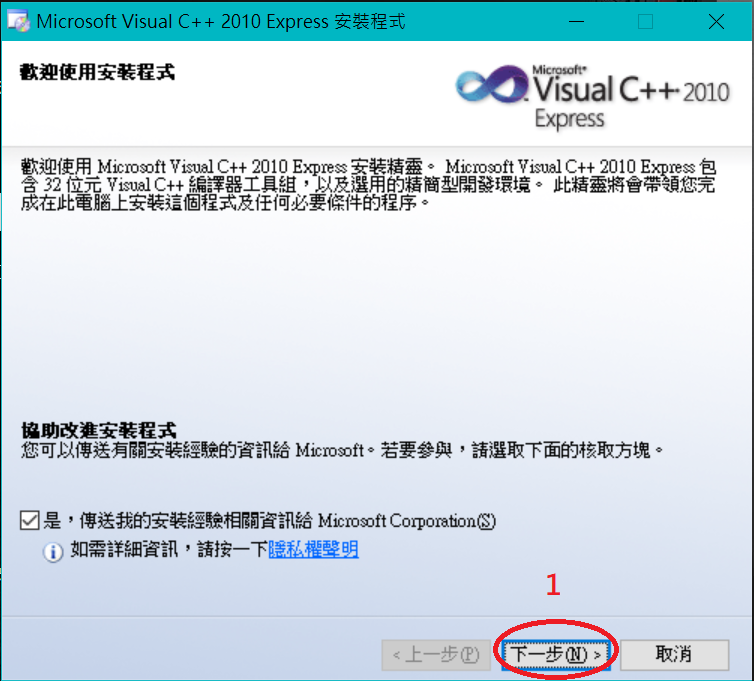 Microsoft Visual C++ 2010 Express 安裝程式
歡迎使用安裝程式
Microsoft®
Visual C++ 2010
Express
歡迎使用 Microsoft Visual C++ 2010 Express 安裝精靈。 Microsoft Visual C++ 2010 Express 包
含 32 位元 Visual C++ 編譯器工具組，以及選用的精簡型開發環境。 此精靈將會帶領您完
成在此電腦上安裝這個程式及任何必要條件的程序。
協助改進安裝程式
您可以傳送有關安裝經驗的資訊給 Microsoft。若要參與，請選取下面的核取方塊。
是，傳送我的安裝經驗相關資訊給 Microsoft Corporation(S)
如需詳細資訊，請按一下隱私權聲明
1
< 上一步(P)
下一步(N) >
取消